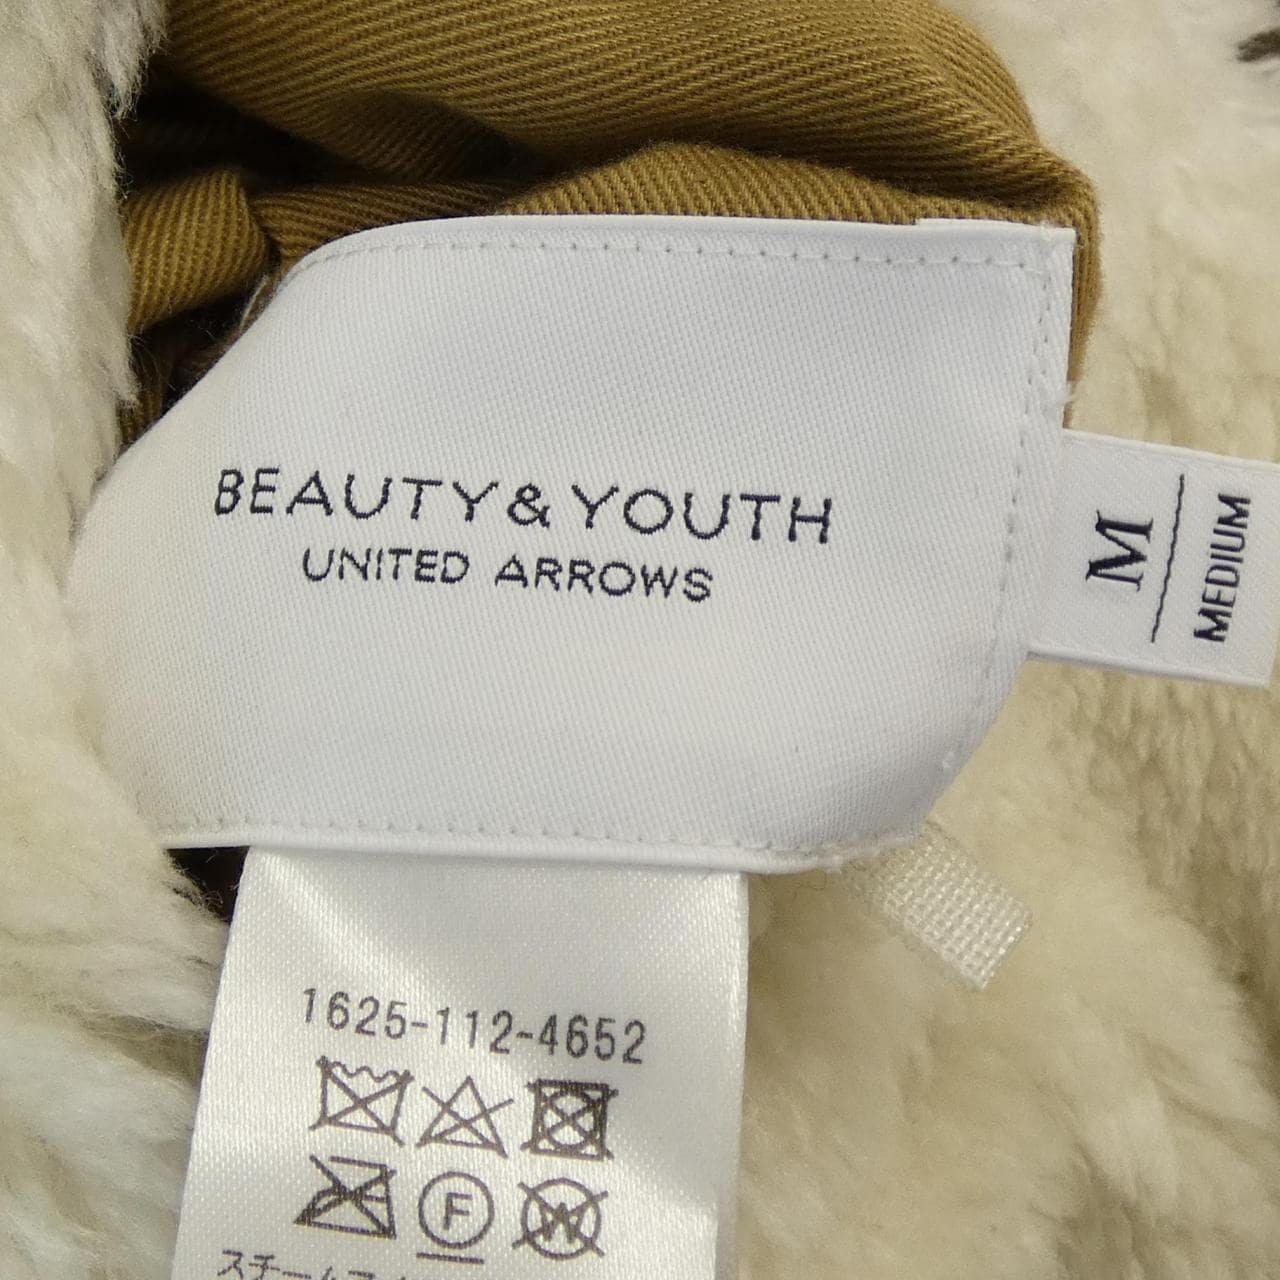 BEAUTY&YOUTH
UNITED ARROWS
M
MEDIUM
1625-112-4652
F
W